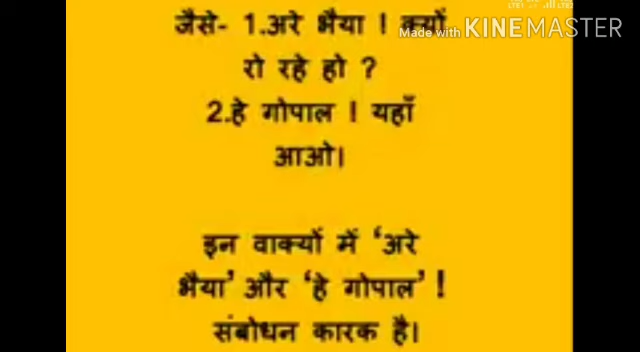 जैसे- 1.अरे भैया ! क्यों
Made with KINEMASTER
रो रहे हो ?
2.हे गोपाल ! यहाँ
आओ।
इन वाक्यों में ‘अरे
भैया’ और ‘हे गोपाल’ !
संबोधन कारक है।